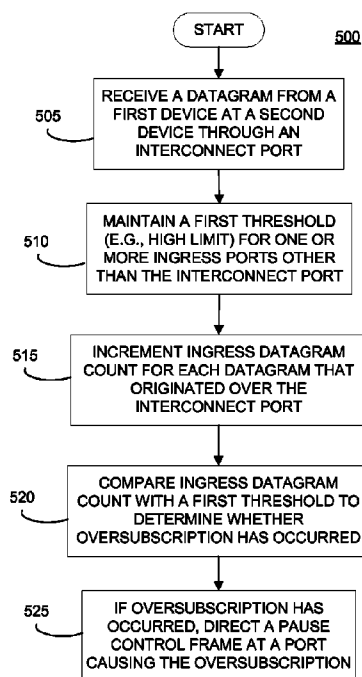 START
500
505
RECEIVE A DATAGRAM FROM A
FIRST DEVICE AT A SECOND
DEVICE THROUGH AN
INTERCONNECT PORT
510
MAINTAIN A FIRST THRESHOLD
(E.G., HIGH LIMIT) FOR ONE OR
MORE INGRESS PORTS OTHER
THAN THE INTERCONNECT PORT
515
INCREMENT INGRESS DATAGRAM
COUNT FOR EACH DATAGRAM THAT
ORIGINATED OVER THE
INTERCONNECT PORT
520
COMPARE INGRESS DATAGRAM
COUNT WITH A FIRST THRESHOLD TO
DETERMINE WHETHER
OVERSUBSCRIPTION HAS OCCURRED
525
IF OVERSUBSCRIPTION HAS
OCCURRED, DIRECT A PAUSE
CONTROL FRAME AT A PORT
CAUSING THE OVERSUBSCRIPTION